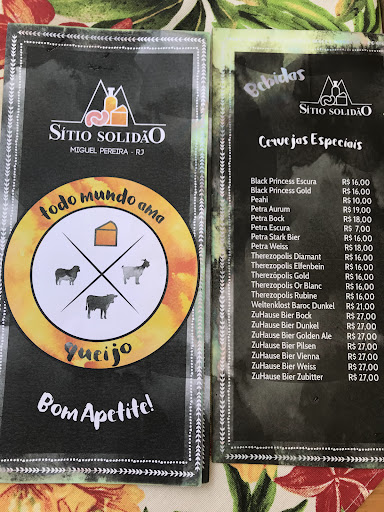 SÍTIO SOLIDÃO
MIGUEL PEREIRA - RJ
todo mundo ama
queijo
Bom Apetite!
Bebidas
SÍTIO SOLIDÃO
Cervejas Especiais
Black Princess Escura R$ 16,00
Black Princess Gold R$ 16,00
Peahi R$ 10,00
Petra Aurum R$ 19,00
Petra Bock R$ 18,00
Petra Escura R$ 7,00
Petra Stark Bier R$ 16,00
Petra Weiss R$ 18,00
Therezopolis Diamant R$ 16,00
Therezopolis Elfenbein R$ 16,00
Therezopolis Gold R$ 16,00
Therezopolis Or Blanc R$ 16,00
Therezopolis Rubine R$ 16,00
Weltenklost Baroc Dunkel R$ 21,00
ZuHause Bier Bock R$ 27,00
ZuHause Bier Dunkel R$ 27,00
ZuHause Bier Golden Ale R$ 27,00
ZuHause Bier Pilsen R$ 27,00
ZuHause Bier Vienna R$ 27,00
ZuHause Bier Weiss R$ 27,00
ZuHause Bier Zubitter R$ 27,00